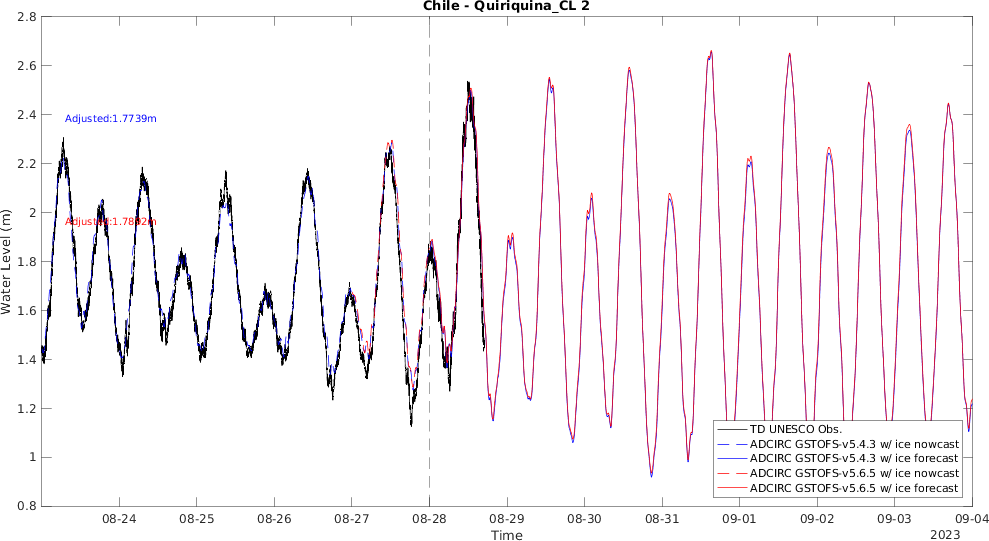 Chile - Quiriquina_CL 2
2.8
2.6
2.4
2.2
2
1.8
1.6
1.4
1.2
1
0.8
Water Level (m)
Adjusted:1.7739m
TD UNESCO Obs.
ADCIRC GSTOFS-v5.4.3 w/ ice nowcast
ADCIRC GSTOFS-v5.4.3 w/ ice forecast
ADCIRC GSTOFS-v5.6.5 w/ ice nowcast
ADCIRC GSTOFS-v5.6.5 w/ ice forecast
08-24 08-25 08-26 08-27 08-28 08-29 08-30 08-31 09-01 09-02 09-03 09-04
Time
2023